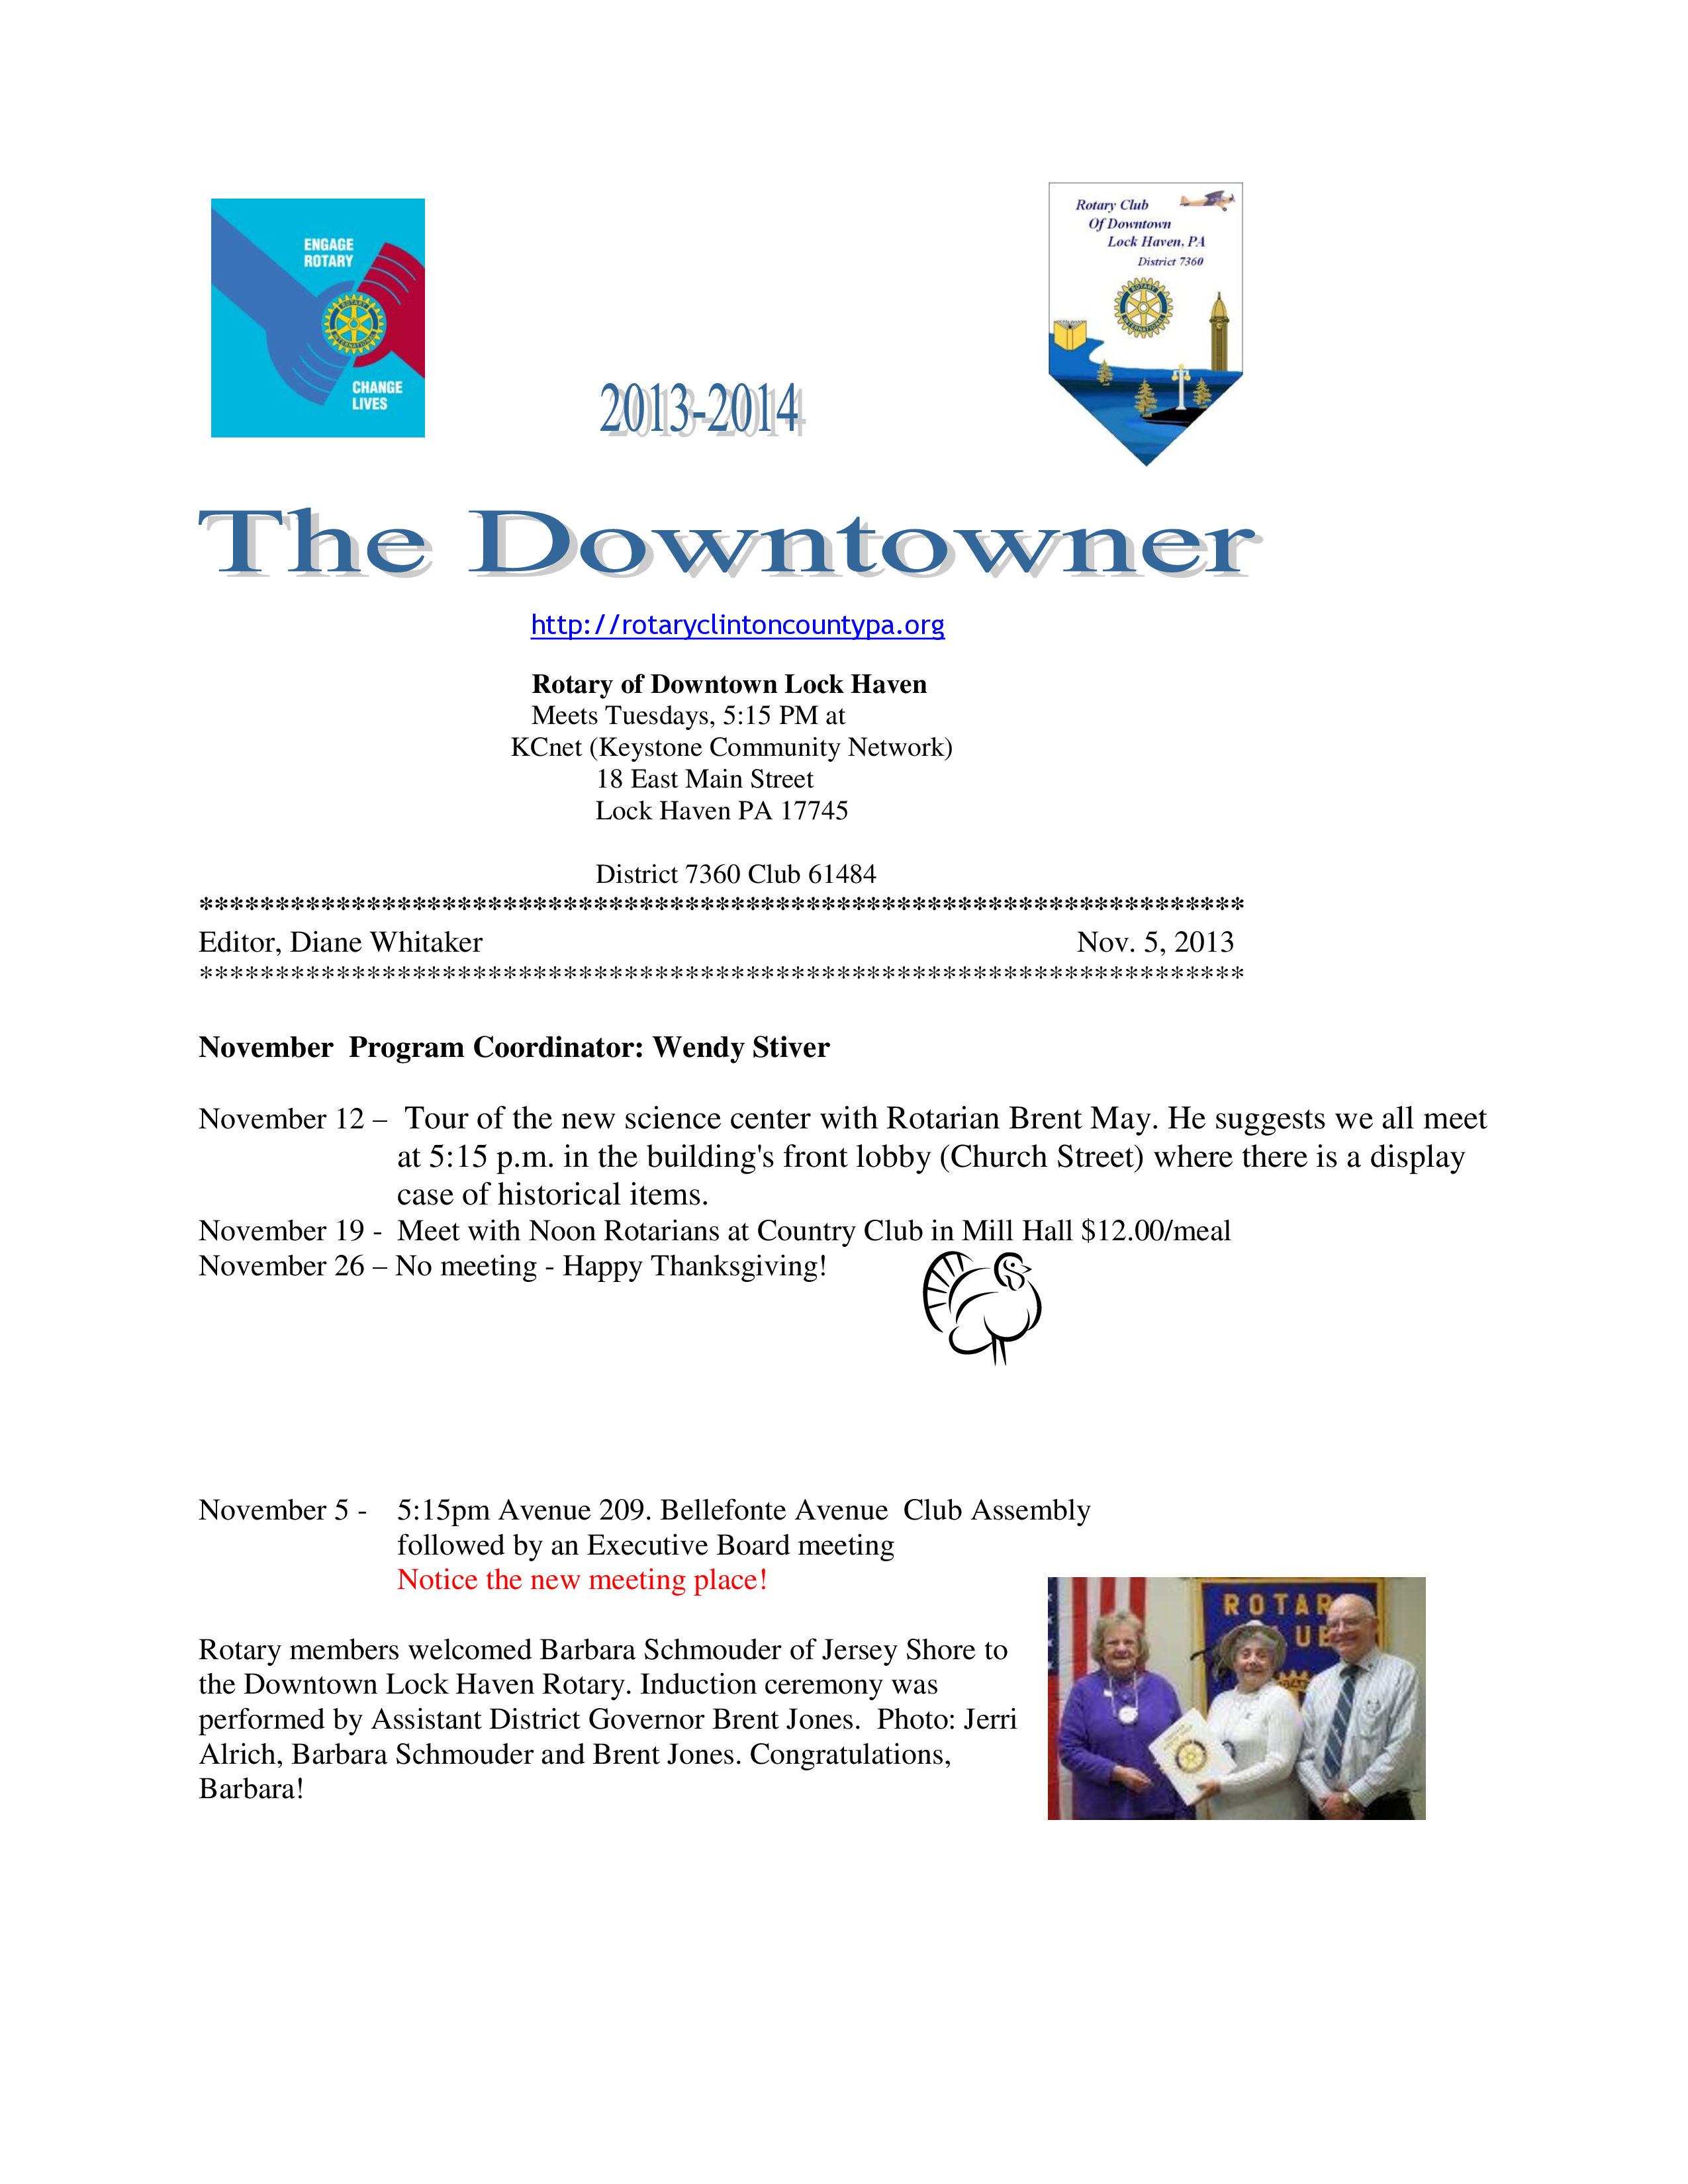 ENGAGE
ROTARY
CHANGE
LIVES
Rotary Club
Of Downtown
Lock Haven, PA
District 7360
ROTARY
INTERNATIONAL
2013-2014
The Downtowner
http://rotaryclintoncountypa.org
Rotary of Downtown Lock Haven
Meets Tuesdays, 5:15 PM at
KCnet (Keystone Community Network)
18 East Main Street
Lock Haven PA 17745
District 7360 Club 61484
*********************************************************************
Editor, Diane Whitaker Nov. 5, 2013
*********************************************************************
November  Program Coordinator: Wendy Stiver
November 12 –  Tour of the new science center with Rotarian Brent May. He suggests we all meet
at 5:15 p.m. in the building's front lobby (Church Street) where there is a display
case of historical items.
November 19 -  Meet with Noon Rotarians at Country Club in Mill Hall $12.00/meal
November 26 – No meeting - Happy Thanksgiving!
November 5 -    5:15pm Avenue 209. Bellefonte Avenue  Club Assembly
followed by an Executive Board meeting
Notice the new meeting place!
Rotary members welcomed Barbara Schmouder of Jersey Shore to
the Downtown Lock Haven Rotary. Induction ceremony was
performed by Assistant District Governor Brent Jones.  Photo: Jerri
Alrich, Barbara Schmouder and Brent Jones. Congratulations,
Barbara!
ROTAR
UB